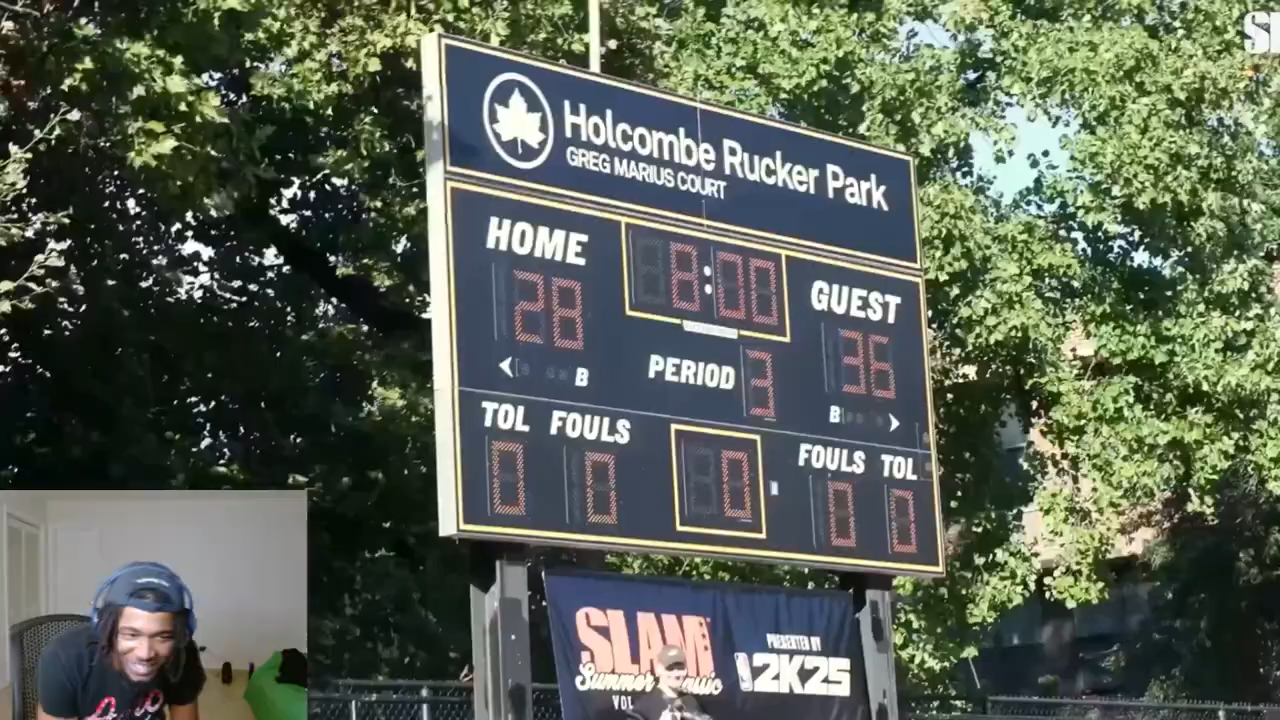 Holcombe Rucker Park
GREG MARIUS COURT
HOME
8:00
GUEST
28
36
PERIOD 3
B
B
TOL FOULS
FOULS TOL
0 0 0 0 0
SLAM
PRESENTED BY
Summer
2K25
VOL